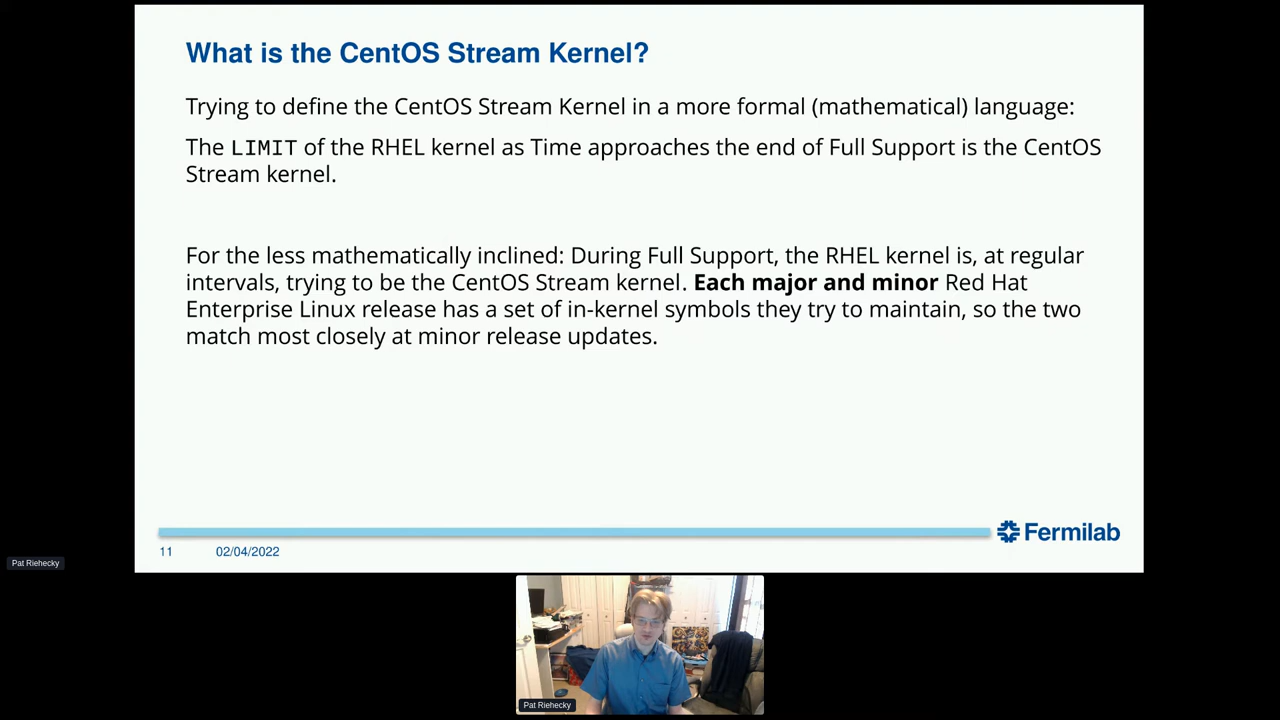 What is the CentOS Stream Kernel?
Trying to define the CentOS Stream Kernel in a more formal (mathematical) language:
The LIMIT of the RHEL kernel as Time approaches the end of Full Support is the CentOS
Stream kernel.
For the less mathematically inclined: During Full Support, the RHEL kernel is, at regular
intervals, trying to be the CentOS Stream kernel. Each major and minor Red Hat
Enterprise Linux release has a set of in-kernel symbols they try to maintain, so the two
match most closely at minor release updates.
Fermilab
11 02/04/2022
Pat Riehecky
Pat Riehecky